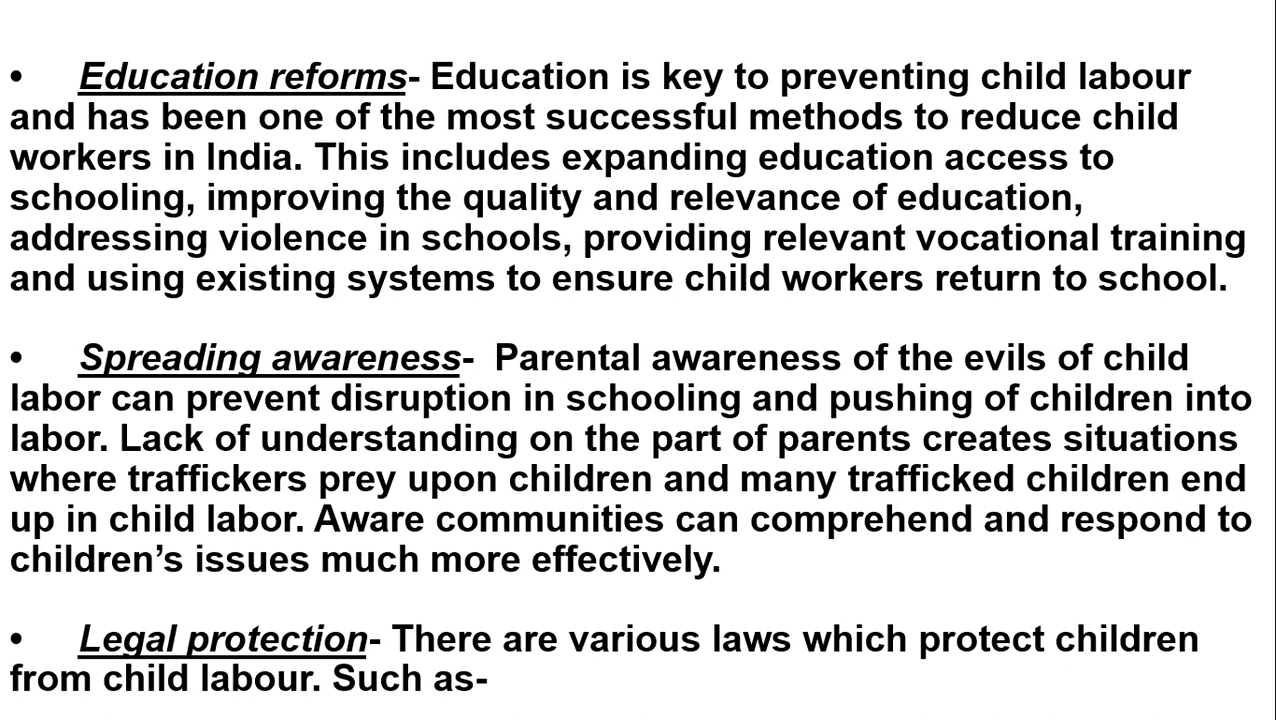 • Education reforms- Education is key to preventing child labour
and has been one of the most successful methods to reduce child
workers in India. This includes expanding education access to
schooling, improving the quality and relevance of education,
addressing violence in schools, providing relevant vocational training
and using existing systems to ensure child workers return to school.
• Spreading awareness-  Parental awareness of the evils of child
labor can prevent disruption in schooling and pushing of children into
labor. Lack of understanding on the part of parents creates situations
where traffickers prey upon children and many trafficked children end
up in child labor. Aware communities can comprehend and respond to
children’s issues much more effectively.
• Legal protection- There are various laws which protect children
from child labour. Such as-